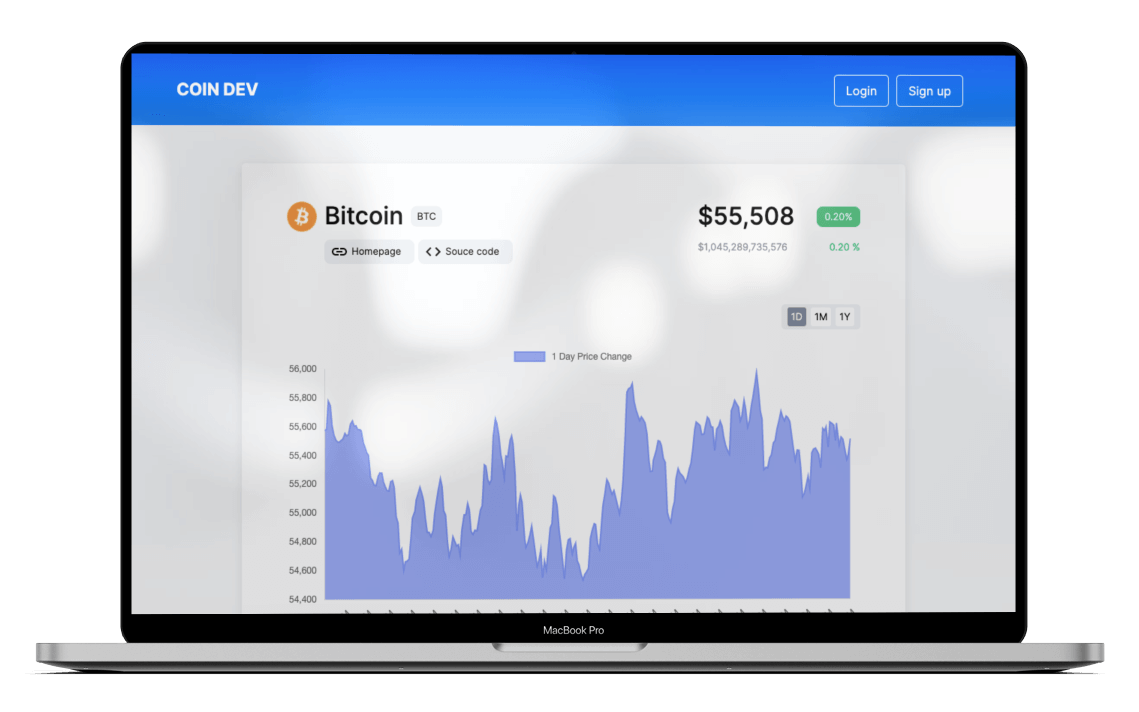 COIN DEV
Login
Sign up
Bitcoin BTC
$55,508 0.20%
Homepage
Souce code
$1,045,289,735,576 0.20 %
1D 1M 1Y
1 Day Price Change
56,000
55,800
55,600
55,400
55,200
55,000
54,800
54,600
54,400
MacBook Pro